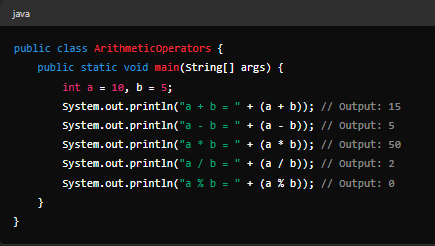 java
public class ArithmeticOperators {
    public static void main(String[] args) {
        int a = 10, b = 5;
        System.out.println("a + b = " + (a + b)); // Output: 15
        System.out.println("a - b = " + (a - b)); // Output: 5
        System.out.println("a * b = " + (a * b)); // Output: 50
        System.out.println("a / b = " + (a / b)); // Output: 2
        System.out.println("a % b = " + (a % b)); // Output: 0
    }
}